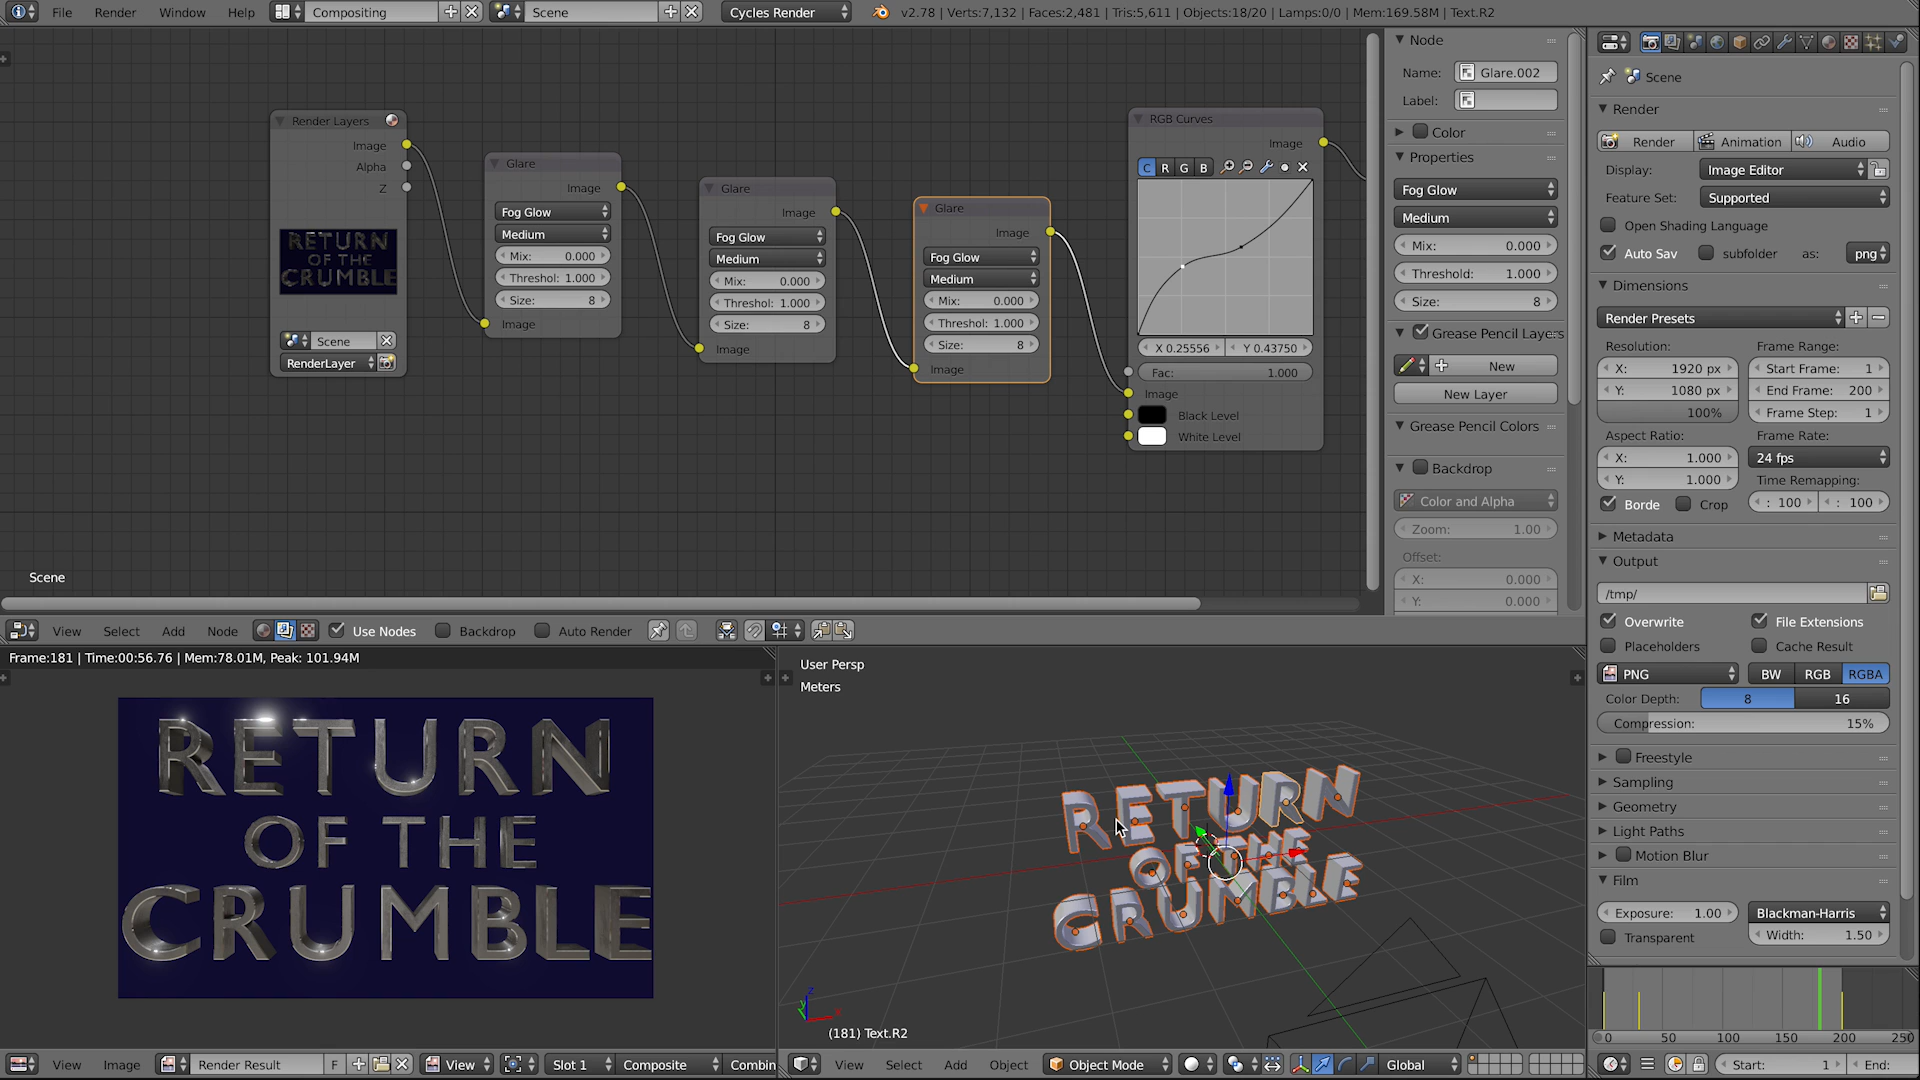 File Render Window Help Compositing Scene Cycles Render v2.78 | Verts:7,132 | Faces:2,481 | Tris:5,611 | Objects:18/20 | Lamps:0/0 | Mem:169.58M | Text.R2
Render Layers
Image
Alpha
Z
RETURN
OF THE
CRUMBLE
Scene
RenderLayer
Glare
Image
Fog Glow
Medium
Mix: 0.000
Threshol: 1.000
Size: 8
Image
Glare
Image
Fog Glow
Medium
Mix: 0.000
Threshol: 1.000
Size: 8
Image
Glare
Image
Fog Glow
Medium
Mix: 0.000
Threshol: 1.000
Size: 8
Image
RGB Curves
Image
C R G B
X 0.25556 Y 0.43750
Fac: 1.000
Image
Black Level
White Level
Scene
Node
Name: Glare.002
Label:
Color
Properties
Fog Glow
Medium
Mix: 0.000
Threshold: 1.000
Size: 8
Grease Pencil Layers
New
New Layer
Grease Pencil Colors
Backdrop
Color and Alpha
Zoom: 1.00
Offset:
X: 0.000
Y: 0.000
View Select Add Node Use Nodes Backdrop Auto Render
Scene
Render
Render Animation Audio
Display: Image Editor
Feature Set: Supported
Open Shading Language
Auto Sav subfolder as: png
Dimensions
Render Presets
Resolution: Frame Range:
X: 1920 px Start Frame: 1
Y: 1080 px End Frame: 200
100% Frame Step: 1
Aspect Ratio: Frame Rate:
X: 1.000 24 fps
Y: 1.000 Time Remapping:
Borde Crop : 100 : 100
Metadata
Output
/tmp/
Overwrite File Extensions
Placeholders Cache Result
PNG BW RGB RGBA
Color Depth: 8 16
Compression: 15%
Freestyle
Sampling
Geometry
Light Paths
Motion Blur
Film
Exposure: 1.00 Blackman-Harris
Transparent Width: 1.50
0 50 100 150 200 250
Start: 1 End:
Frame:181 | Time:00:56.76 | Mem:78.01M, Peak: 101.94M
RETURN
OF THE
CRUMBLE
View Image Render Result F View Slot 1 Composite Combin
User Persp
Meters
RETURN
OF THE
CRUMBLE
(181) Text.R2
View Select Add Object Object Mode Global